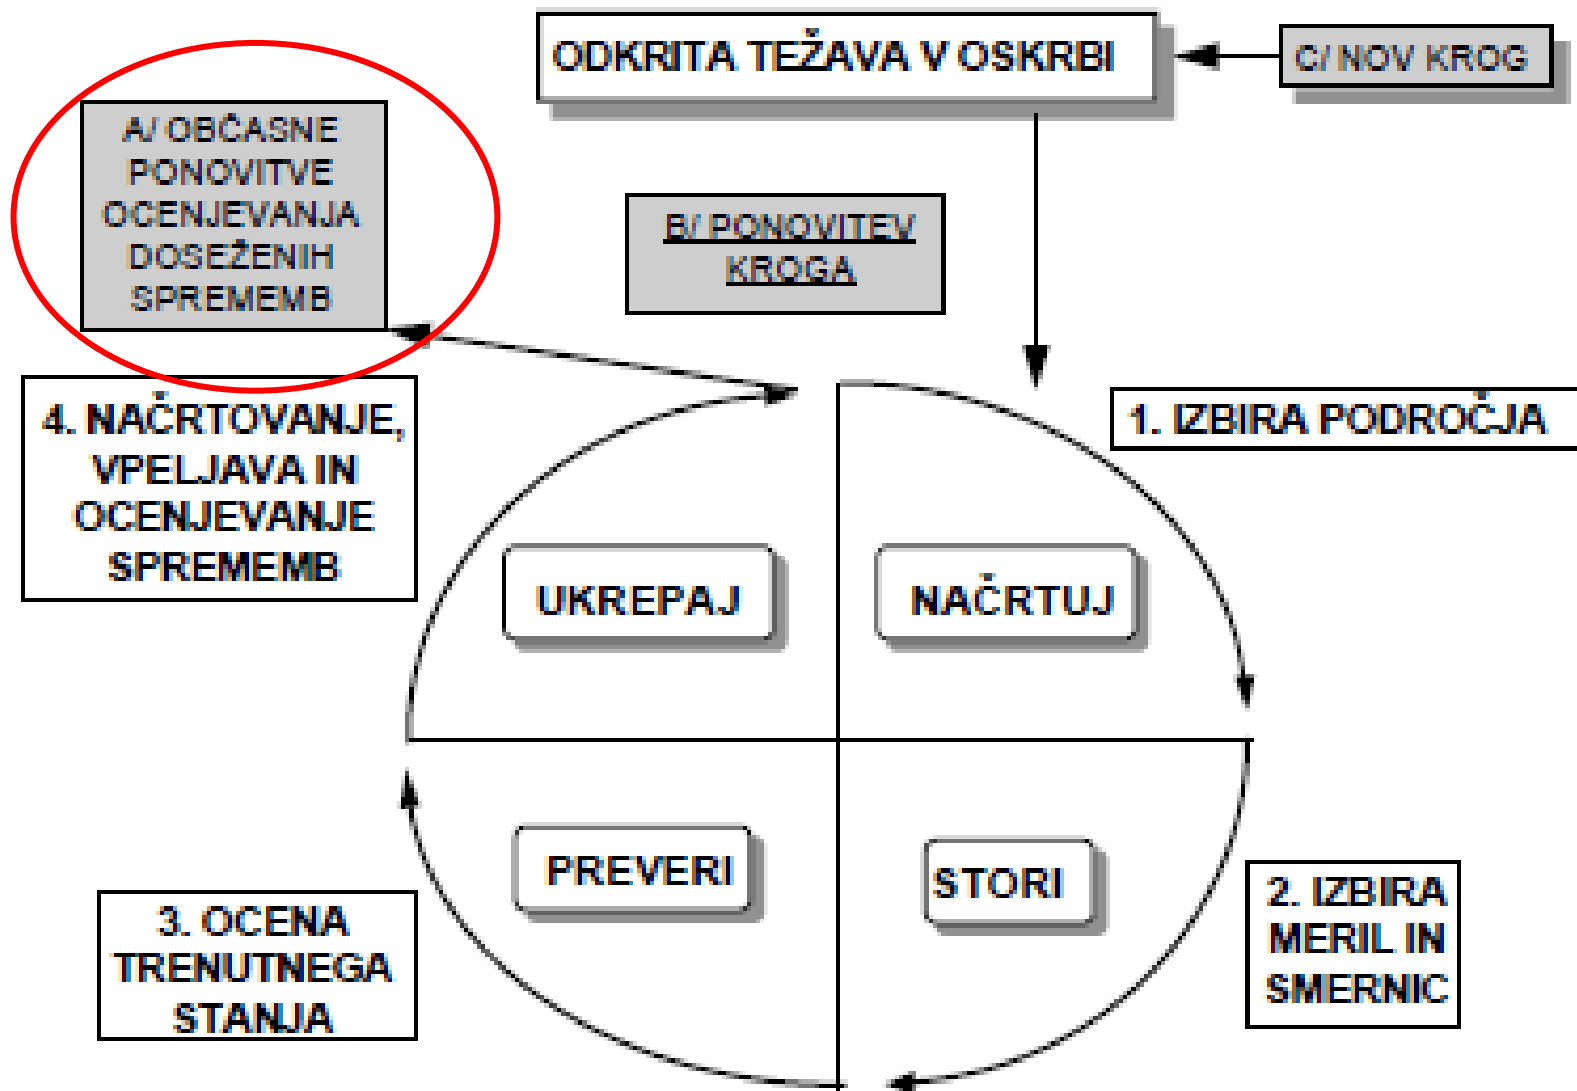 ODKRITA TEŽAVA V OSKRBI
C/ NOV KROG
A/ OBČASNE
PONOVITVE
OCENJEVANJA
DOSEŽENIH
SPREMEMB
B/ PONOVITEV
KROGA
4. NAČRTOVANJE,
VPELJAVA IN
OCENJEVANJE
SPREMEMB
1. IZBIRA PODROČJA
UKREPAJ
NAČRTUJ
PREVERI
STORI
3. OCENA
TRENUTNEGA
STANJA
2. IZBIRA
MERIL IN
SMERNIC